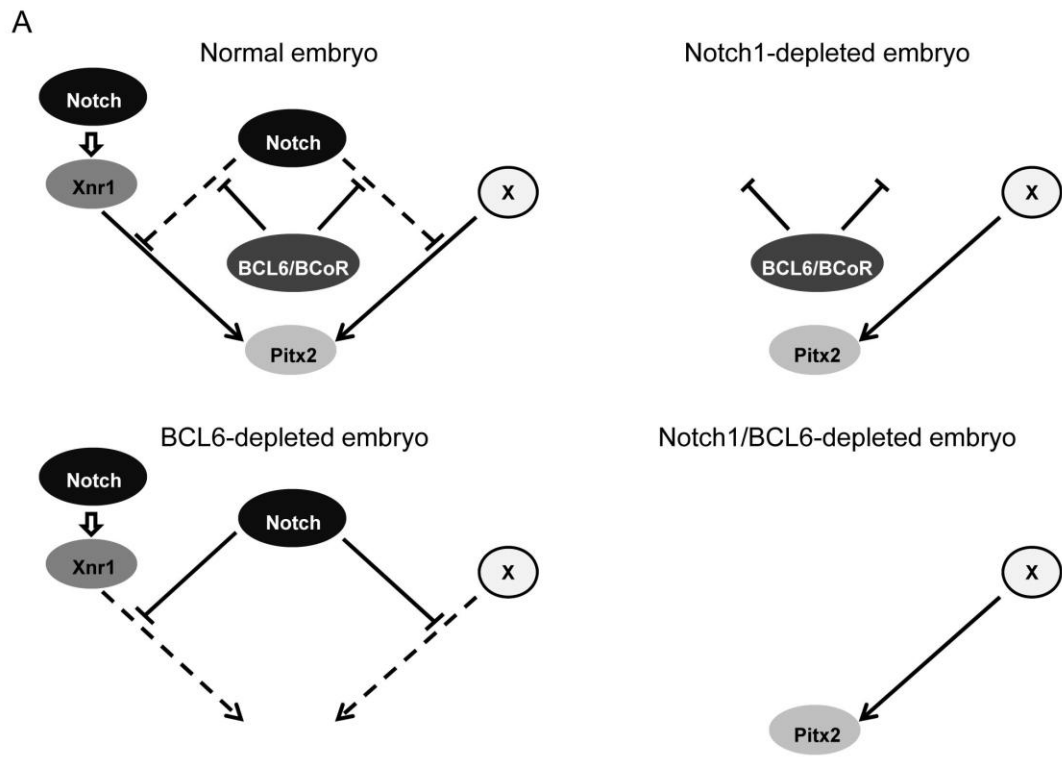 A
Normal embryo
Notch
Notch
Xnr1
X
BCL6/BCoR
Pitx2
Notch1-depleted embryo
X
BCL6/BCoR
Pitx2
BCL6-depleted embryo
Notch
Notch
Xnr1
X
Notch1/BCL6-depleted embryo
X
Pitx2